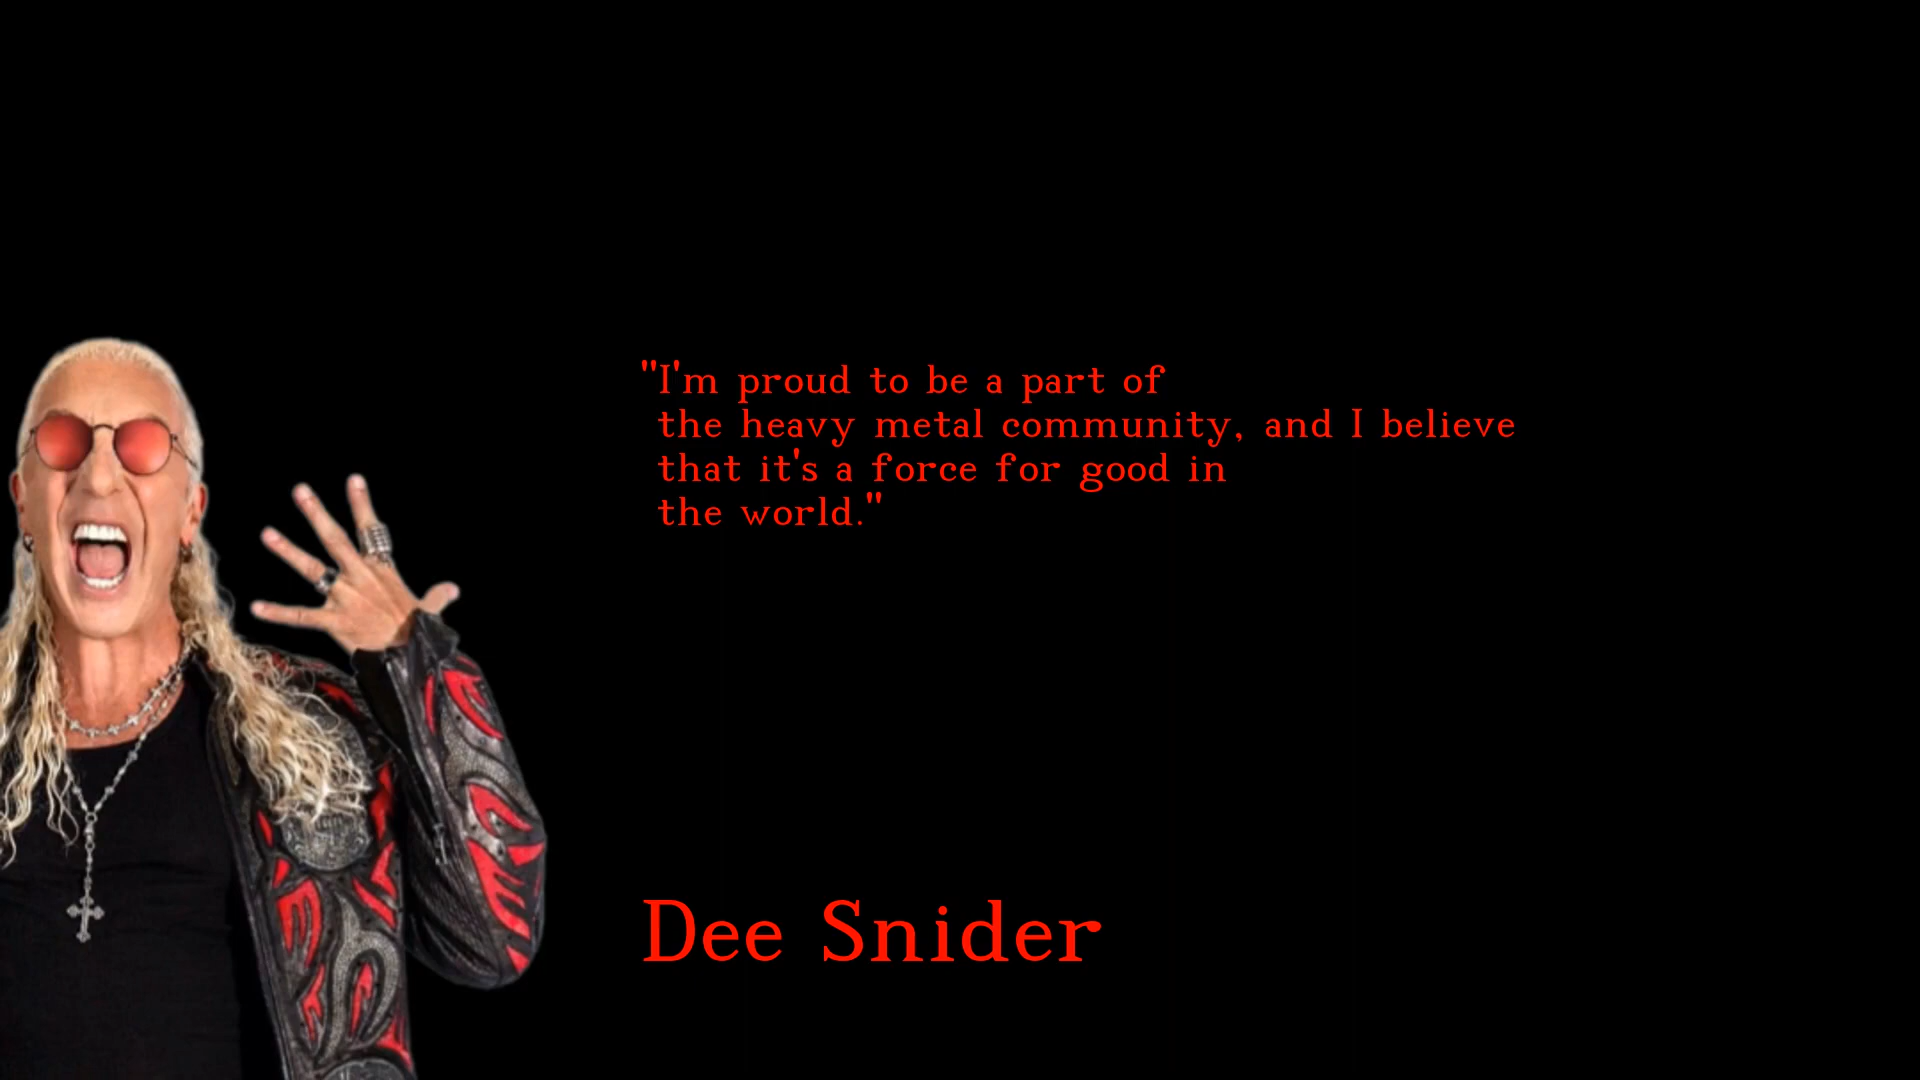 "I'm proud to be a part of
the heavy metal community, and I believe
that it's a force for good in
the world."
Dee Snider